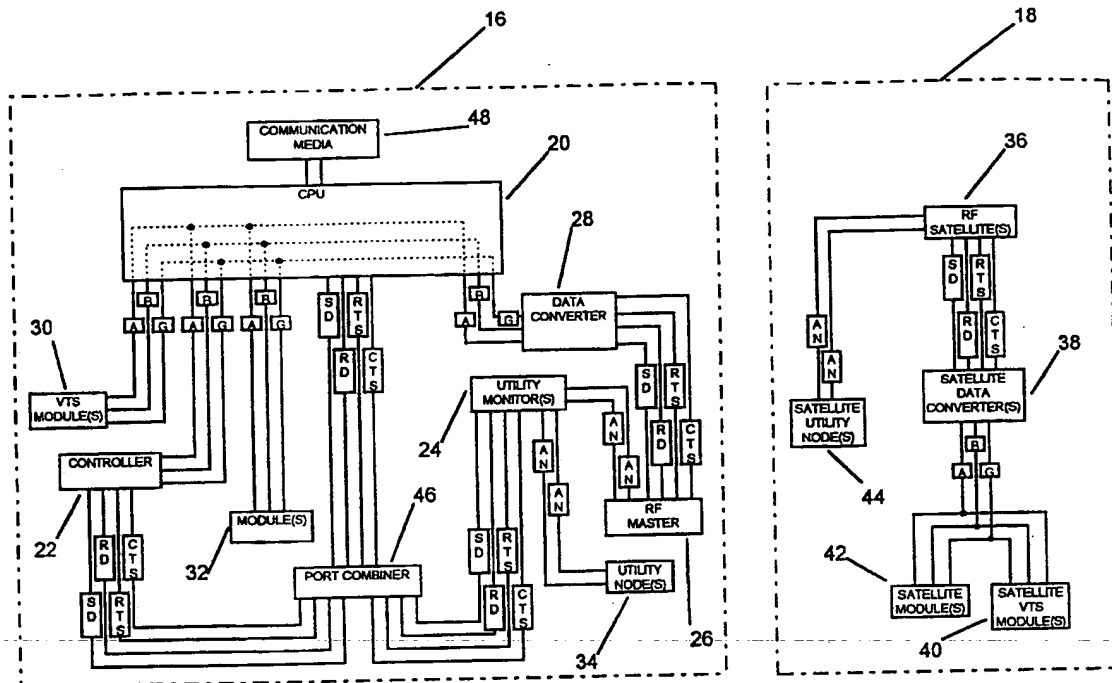 16
18
COMMUNICATION
MEDIA
48
20
CPU
36
RF
SATELLITE(S)
28
DATA
CONVERTER
30
VTS
MODULE(S)
A
B
G
A
B
G
A
B
G
SD
RD
RTS
CTS
A
B
G
SD
RD
RTS
CTS
SD
RD
RTS
CTS
AN
AN
38
SATELLITE
DATA
CONVERTER(S)
SATELLITE
UTILITY
NODE(S)
44
24
UTILITY
MONITOR(S)
AN
AN
AN
AN
CONTROLLER
22
46
MODULE(S)
32
RF
MASTER
26
PORT COMBINER
UTILITY
NODE(S)
34
SD
RD
RTS
CTS
SD
RD
RTS
CTS
A
B
G
42
SATELLITE
MODULE(S)
SATELLITE
VTS
MODULE(S)
40